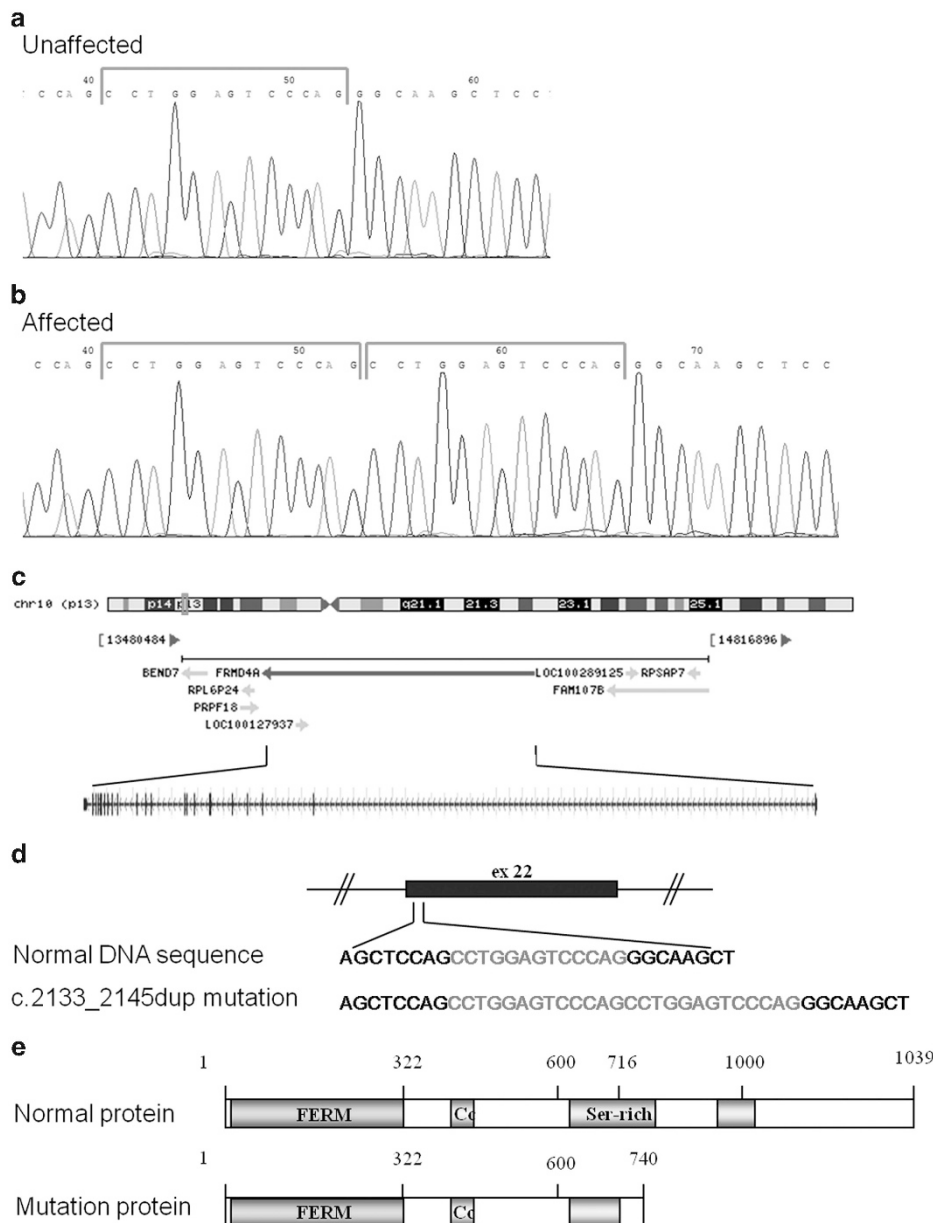 a
Unaffected
40 50 60
C C A G C C T G G A G T C C C A G G G C A A G C T C C
b
Affected
40 50 60 70
C C A G C C T G G A G T C C C A G C C T G G A G T C C C A G G G C A A G C T C C
c
chr10 (p13) p14 p13 q21.1 21.3 23.1 25.1
[13480484 14816896
BEND7 FRMD4A LOC100289125 RPSAP7
RPL6P24 FAM107B
PRPF18
LOC100127937
d
ex 22
Normal DNA sequence AGCTCCAGCCTGGAGTCCCAGGGCAAGCT
c.2133_2145dup mutation AGCTCCAGCCTGGAGTCCCAGCCTGGAGTCCCAGGGCAAGCT
e
1 322 600 716 1000 1039
Normal protein FERM Cc Ser-rich
1 322 600 740
Mutation protein FERM Cc